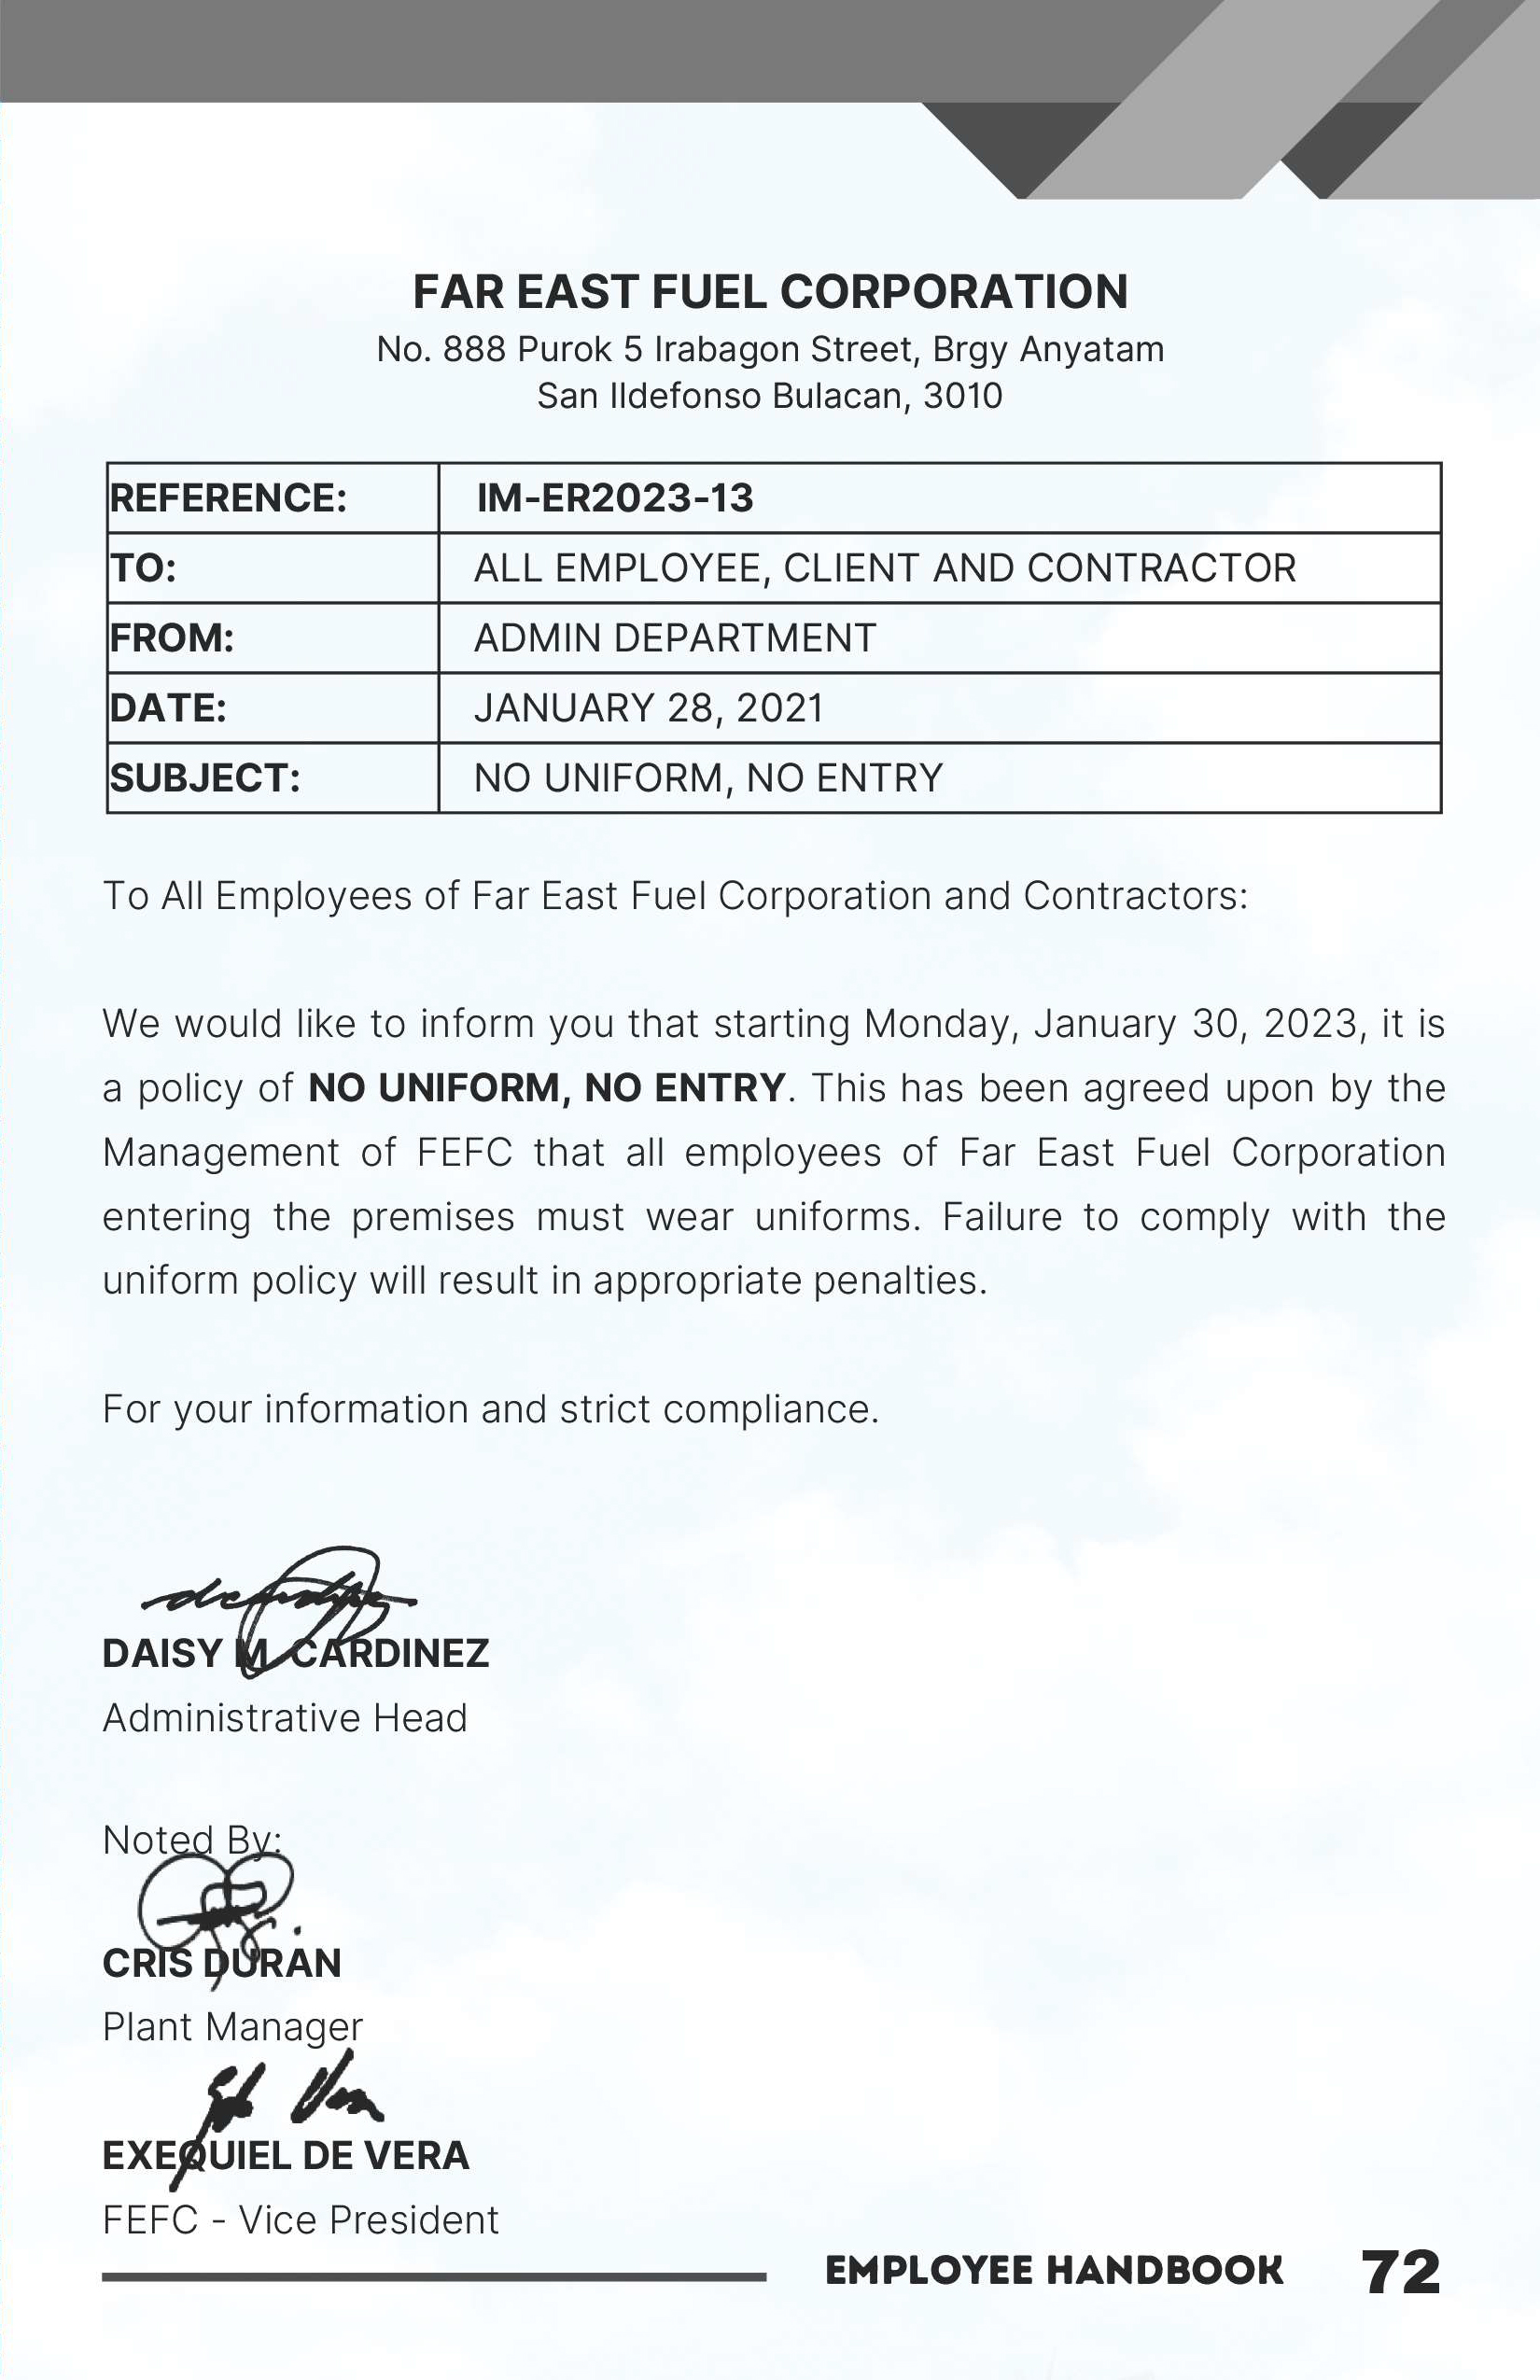 FAR EAST FUEL CORPORATION
No. 888 Purok 5 Irabagon Street, Brgy Anyatam
San Ildefonso Bulacan, 3010
REFERENCE: IM-ER2023-13
TO: ALL EMPLOYEE, CLIENT AND CONTRACTOR
FROM: ADMIN DEPARTMENT
DATE: JANUARY 28, 2021
SUBJECT: NO UNIFORM, NO ENTRY
To All Employees of Far East Fuel Corporation and Contractors:
We would like to inform you that starting Monday, January 30, 2023, it is
a policy of NO UNIFORM, NO ENTRY. This has been agreed upon by the
Management of FEFC that all employees of Far East Fuel Corporation
entering the premises must wear uniforms. Failure to comply with the
uniform policy will result in appropriate penalties.
For your information and strict compliance.
DAISY M. CARDINEZ
Administrative Head
Noted By:
CRIS DURAN
Plant Manager
EXEQUIEL DE VERA
FEFC - Vice President
EMPLOYEE HANDBOOK 72